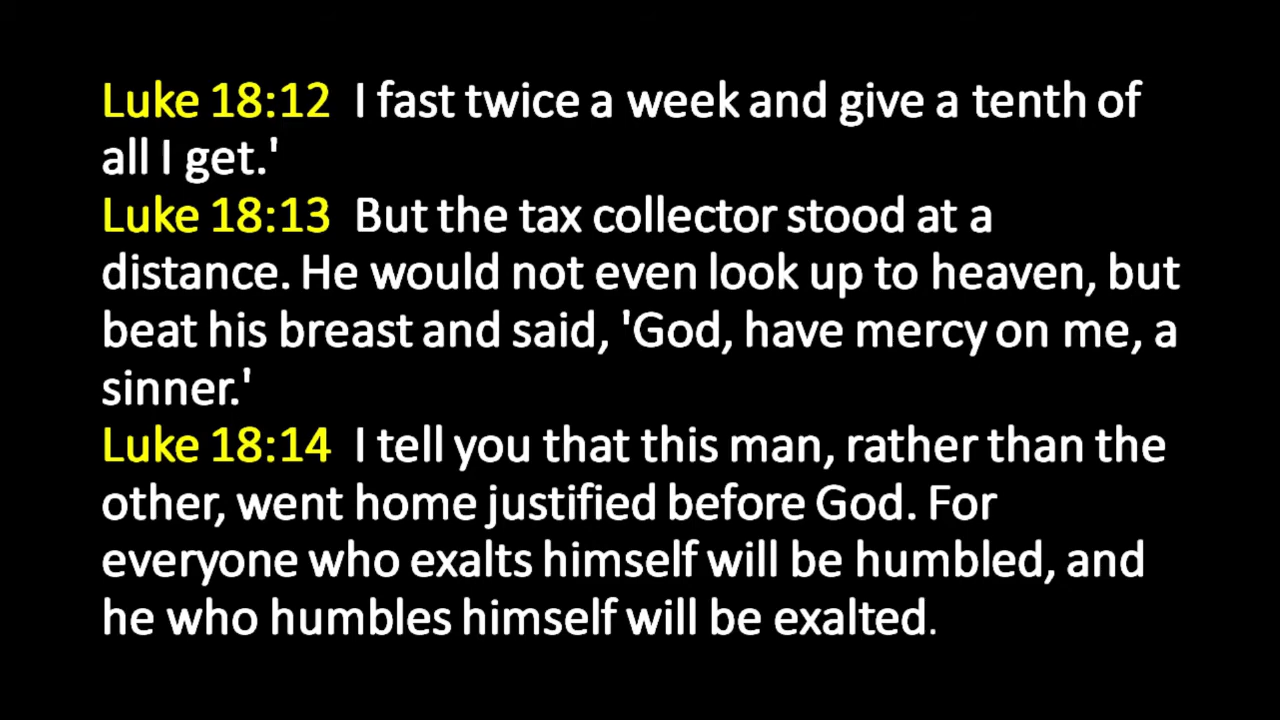 Luke 18:12  I fast twice a week and give a tenth of
all I get.'
Luke 18:13  But the tax collector stood at a
distance. He would not even look up to heaven, but
beat his breast and said, 'God, have mercy on me, a
sinner.'
Luke 18:14  I tell you that this man, rather than the
other, went home justified before God. For
everyone who exalts himself will be humbled, and
he who humbles himself will be exalted.